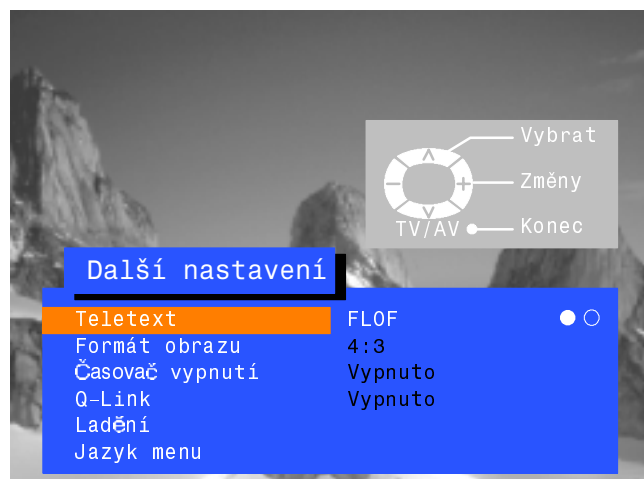 Vybrat
Změny
TV/AV Konec
Další nastavení
Teletext FLOF
Formát obrazu 4:3
Časovač vypnutí Vypnuto
Q-Link Vypnuto
Ladění
Jazyk menu